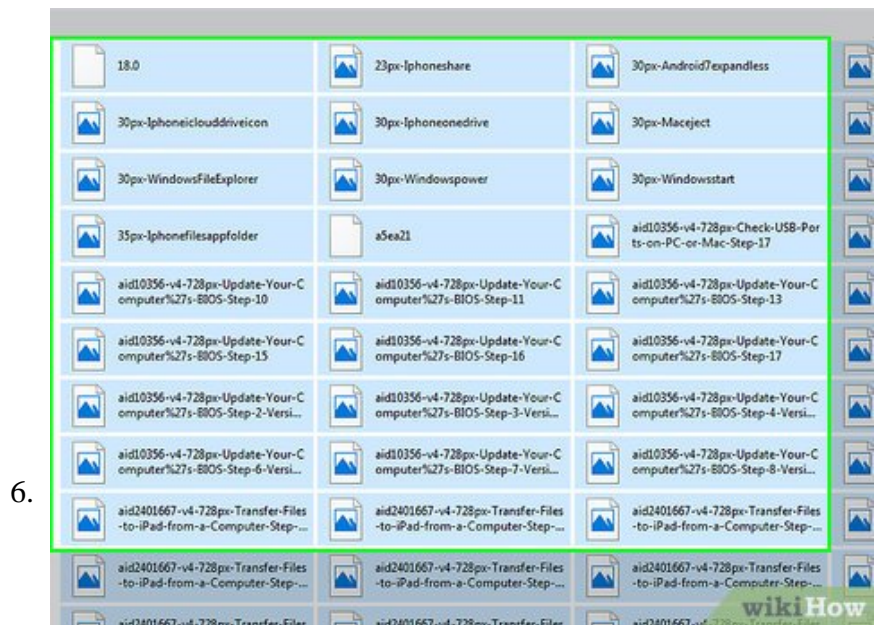 18.0
23px-Iphoneshare
30px-Android7expandless
30px-Iphoneiclouddriveicon
30px-Iphoneonedrive
30px-Maceject
30px-WindowsFileExplorer
30px-Windowspower
30px-Windowsstart
35px-Iphonefilesappfolder
a5ea21
aid10356-v4-728px-Check-USB-Por
ts-on-PC-or-Mac-Step-17
aid10356-v4-728px-Update-Your-C
omputer%27s-BIOS-Step-10
aid10356-v4-728px-Update-Your-C
omputer%27s-BIOS-Step-11
aid10356-v4-728px-Update-Your-C
omputer%27s-BIOS-Step-13
aid10356-v4-728px-Update-Your-C
omputer%27s-BIOS-Step-15
aid10356-v4-728px-Update-Your-C
omputer%27s-BIOS-Step-16
aid10356-v4-728px-Update-Your-C
omputer%27s-BIOS-Step-17
aid10356-v4-728px-Update-Your-C
omputer%27s-BIOS-Step-2-Versi...
aid10356-v4-728px-Update-Your-C
omputer%27s-BIOS-Step-3-Versi...
aid10356-v4-728px-Update-Your-C
omputer%27s-BIOS-Step-4-Versi...
aid10356-v4-728px-Update-Your-C
omputer%27s-BIOS-Step-6-Versi...
aid10356-v4-728px-Update-Your-C
omputer%27s-BIOS-Step-7-Versi...
aid10356-v4-728px-Update-Your-C
omputer%27s-BIOS-Step-8-Versi...
6.
aid2401667-v4-728px-Transfer-Files
-to-iPad-from-a-Computer-Step-...
aid2401667-v4-728px-Transfer-Files
-to-iPad-from-a-Computer-Step-...
aid2401667-v4-728px-Transfer-Files
-to-iPad-from-a-Computer-Step-...
aid2401667-v4-728px-Transfer-Files
-to-iPad-from-a-Computer-Step-...
aid2401667-v4-728px-Transfer-Files
-to-iPad-from-a-Computer-Step-...
aid2401667-v4-728px-Transfer-Files
-to-iPad-from-a-Computer-Step-...
wikiHow